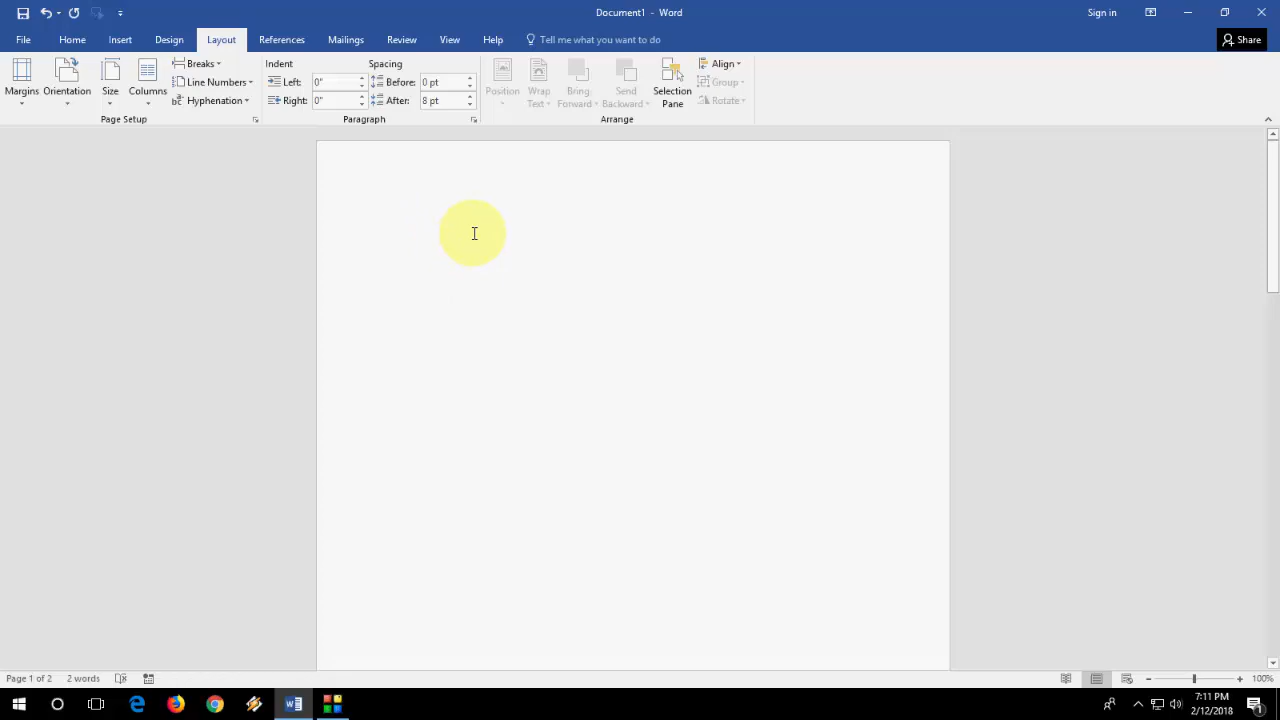 Document1 - Word
Sign in
File Home Insert Design Layout References Mailings Review View Help Tell me what you want to do Share
Margins Orientation Size Columns Breaks Line Numbers Hyphenation
Page Setup
Indent Spacing
Left: 0" Before: 0 pt
Right: 0" After: 8 pt
Paragraph
Position Wrap Text Bring Forward Send Backward Selection Pane Align Group Rotate
Arrange
Page 1 of 2 2 words 100%
7:11 PM
2/12/2018